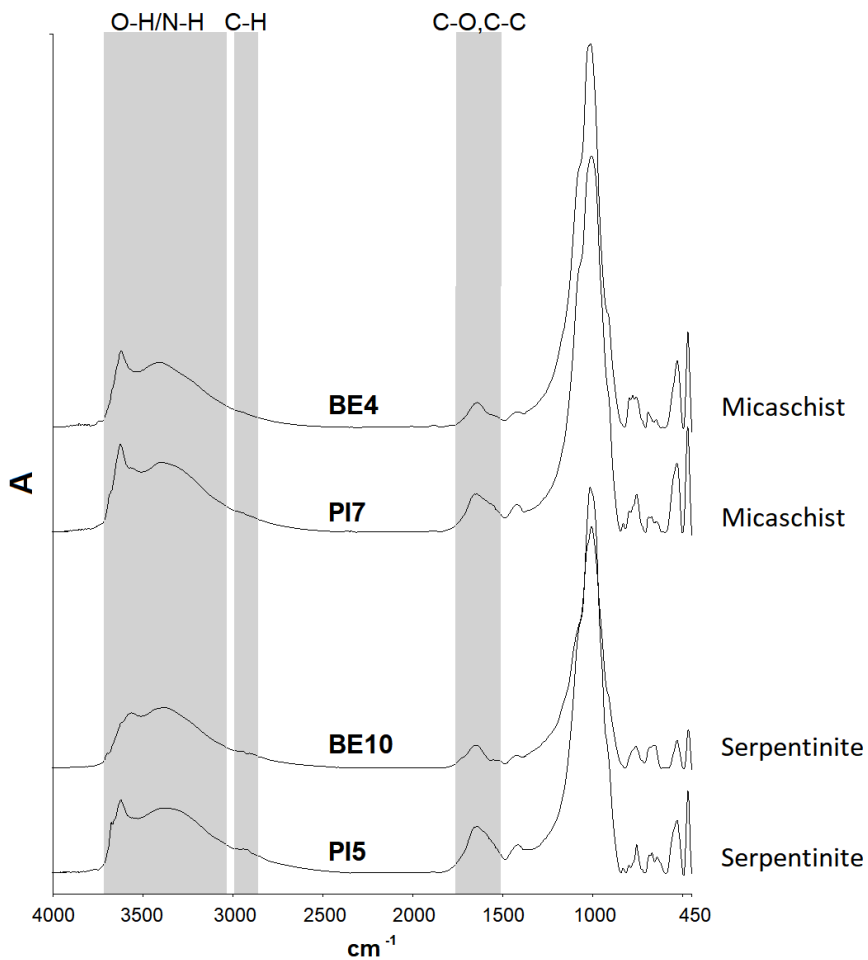 O-H/N-H C-H C-O,C-C
A
BE4 Micaschist
PI7 Micaschist
BE10 Serpentinite
PI5 Serpentinite
4000 3500 3000 2500 2000 1500 1000 450
cm-1